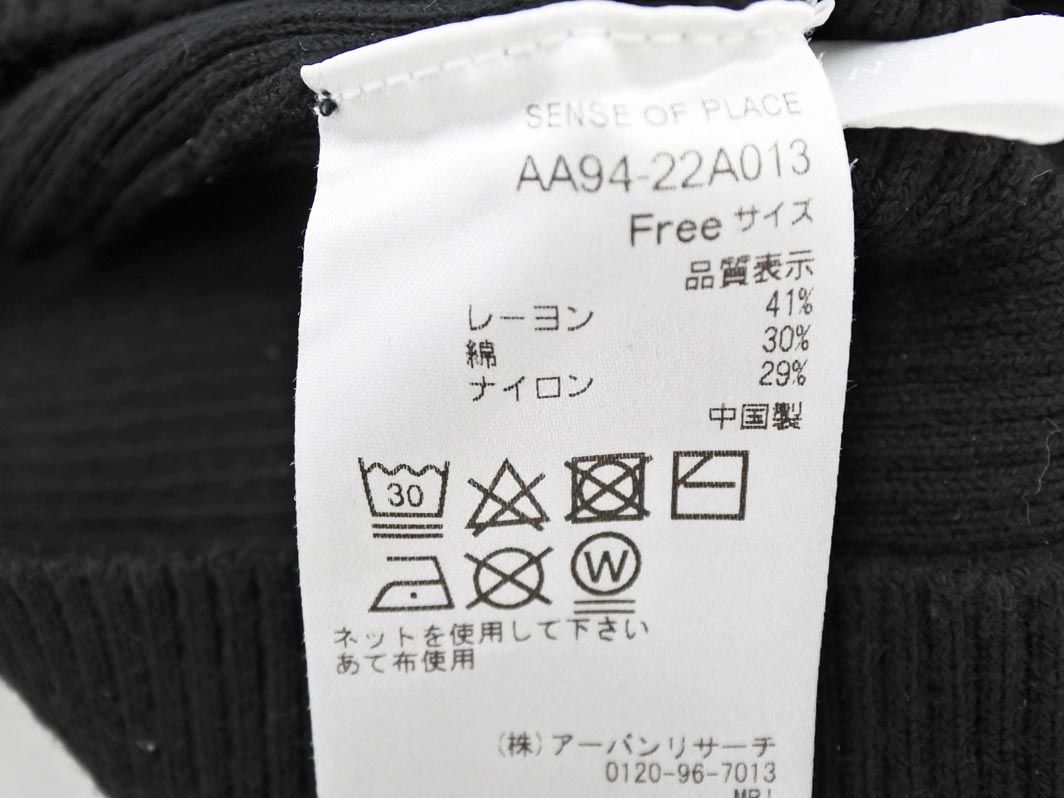 SENSE OF PLACE
AA94-22A013
Free サイズ
品質表示
レーヨン 41%
綿 30%
ナイロン 29%
中国製
30
W
ネットを使用して下さい
あて布使用
(株)アーバンリサーチ
0120-96-7013